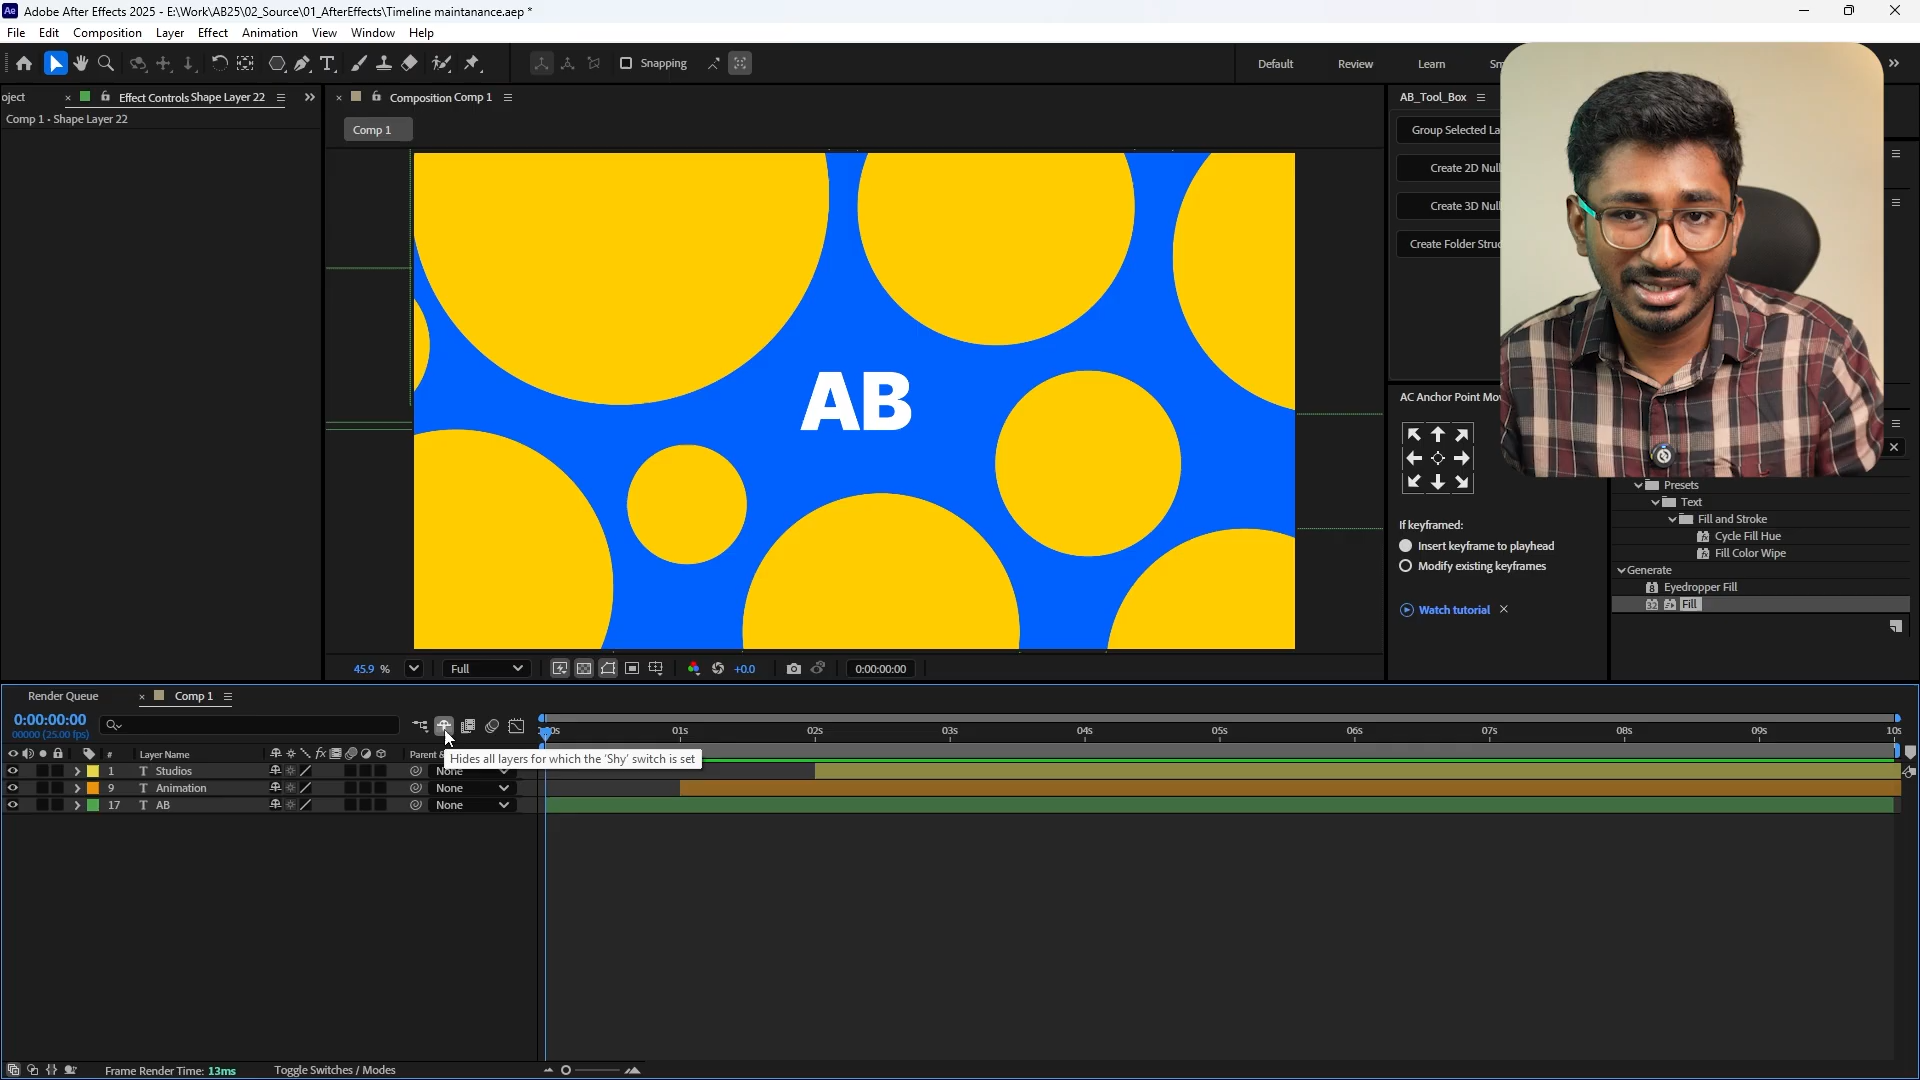 Ae Adobe After Effects 2025 - E:\Work\AB25\02_Source\01_AfterEffects\Timeline maintanance.aep *
File Edit Composition Layer Effect Animation View Window Help
Snapping Default Review Learn Sm
oject × Effect Controls Shape Layer 22
Comp 1 • Shape Layer 22
× Composition Comp 1
Comp 1
AB
AB_Tool_Box
Group Selected La
Create 2D Null
Create 3D Null
Create Folder Struc
AC Anchor Point Mov
If keyframed:
Insert keyframe to playhead
Modify existing keyframes
Watch tutorial ×
Presets
Text
Fill and Stroke
Cycle Fill Hue
Fill Color Wipe
Generate
Eyedropper Fill
Fill
45.9 % Full +0.0 0:00:00:00
Render Queue × Comp 1
0:00:00:00
00000 (25.00 fps)
01s 02s 03s 04s 05s 06s 07s 08s 09s 10s
# Layer Name Parent &
Hides all layers for which the 'Shy' switch is set
1 T Studios None
9 T Animation None
17 T AB None
Frame Render Time: 13ms Toggle Switches / Modes